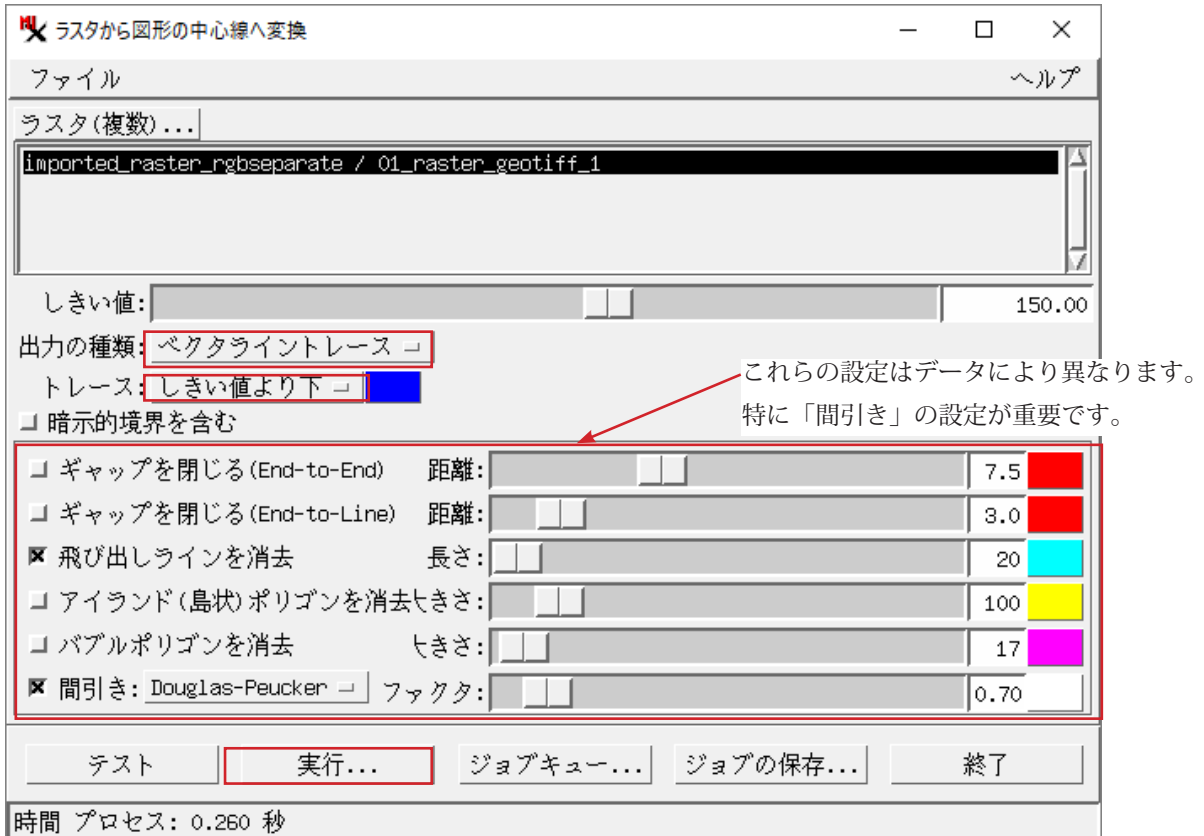 ラスタから図形の中心線へ変換
ファイル ヘルプ
ラスタ(複数)...
imported_raster_rgbseparate / 01_raster_geotiff_1
しきい値: 150.00
出力の種類: ベクタライントレース
トレース: しきい値より下
これらの設定はデータにより異なります。
特に「間引き」の設定が重要です。
暗示的境界を含む
ギャップを閉じる(End-to-End) 距離: 7.5
ギャップを閉じる(End-to-Line) 距離: 3.0
飛び出しラインを消去 長さ: 20
アイランド(島状)ポリゴンを消去 きさ: 100
バブルポリゴンを消去 きさ: 17
間引き: Douglas-Peucker ファクタ: 0.70
テスト 実行... ジョブキュー... ジョブの保存... 終了
時間 プロセス: 0.260 秒